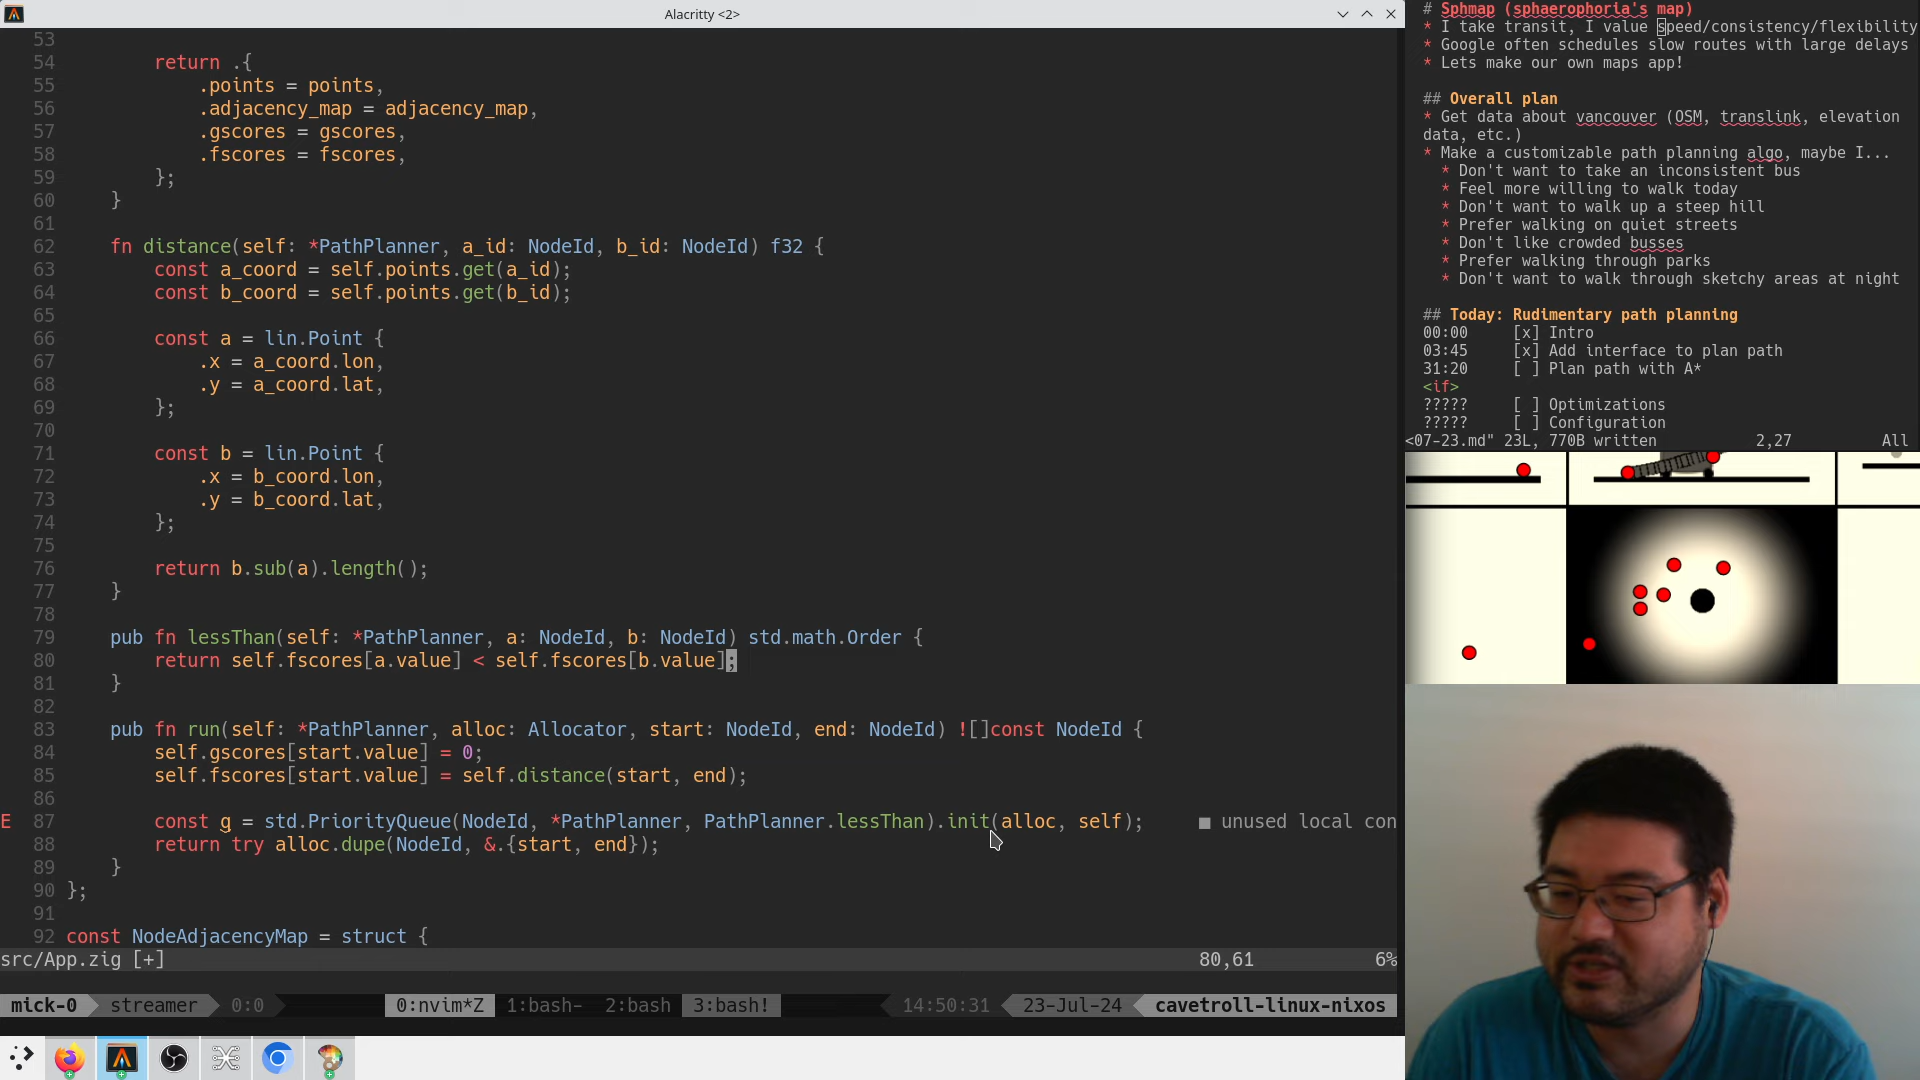 Alacritty <2>
53
54 return .{
55 .points = points,
56 .adjacency_map = adjacency_map,
57 .gscores = gscores,
58 .fscores = fscores,
59 };
60 }
61
62 fn distance(self: *PathPlanner, a_id: NodeId, b_id: NodeId) f32 {
63 const a_coord = self.points.get(a_id);
64 const b_coord = self.points.get(b_id);
65
66 const a = lin.Point {
67 .x = a_coord.lon,
68 .y = a_coord.lat,
69 };
70
71 const b = lin.Point {
72 .x = b_coord.lon,
73 .y = b_coord.lat,
74 };
75
76 return b.sub(a).length();
77 }
78
79 pub fn lessThan(self: *PathPlanner, a: NodeId, b: NodeId) std.math.Order {
80 return self.fscores[a.value] < self.fscores[b.value];
81 }
82
83 pub fn run(self: *PathPlanner, alloc: Allocator, start: NodeId, end: NodeId) ![]const NodeId {
84 self.gscores[start.value] = 0;
85 self.fscores[start.value] = self.distance(start, end);
86
E 87 const g = std.PriorityQueue(NodeId, *PathPlanner, PathPlanner.lessThan).init(alloc, self); ■ unused local con
88 return try alloc.dupe(NodeId, &.{start, end});
89 }
90 };
91
92 const NodeAdjacencyMap = struct {
src/App.zig [+] 80,61 6%
mick-0 streamer 0:0 0:nvim*Z 1:bash- 2:bash 3:bash! 14:50:31 23-Jul-24 cavetroll-linux-nixos
# Sphmap (sphaerophoria's map)
* I take transit, I value speed/consistency/flexibility
* Google often schedules slow routes with large delays
* Lets make our own maps app!
## Overall plan
* Get data about vancouver (OSM, translink, elevation
data, etc.)
* Make a customizable path planning algo, maybe I...
* Don't want to take an inconsistent bus
* Feel more willing to walk today
* Don't want to walk up a steep hill
* Prefer walking on quiet streets
* Don't like crowded busses
* Prefer walking through parks
* Don't want to walk through sketchy areas at night
## Today: Rudimentary path planning
00:00 [x] Intro
03:45 [x] Add interface to plan path
31:20 [ ] Plan path with A*
<if>
????? [ ] Optimizations
????? [ ] Configuration
<07-23.md" 23L, 770B written 2,27 All